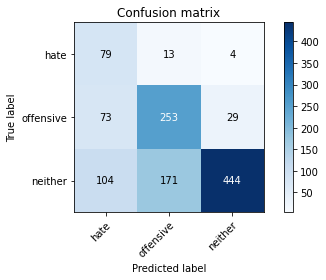 Confusion matrix
hate 79 13 4
offensive 73 253 29
neither 104 171 444
hate offensive neither
True label
Predicted label
400
350
300
250
200
150
100
50